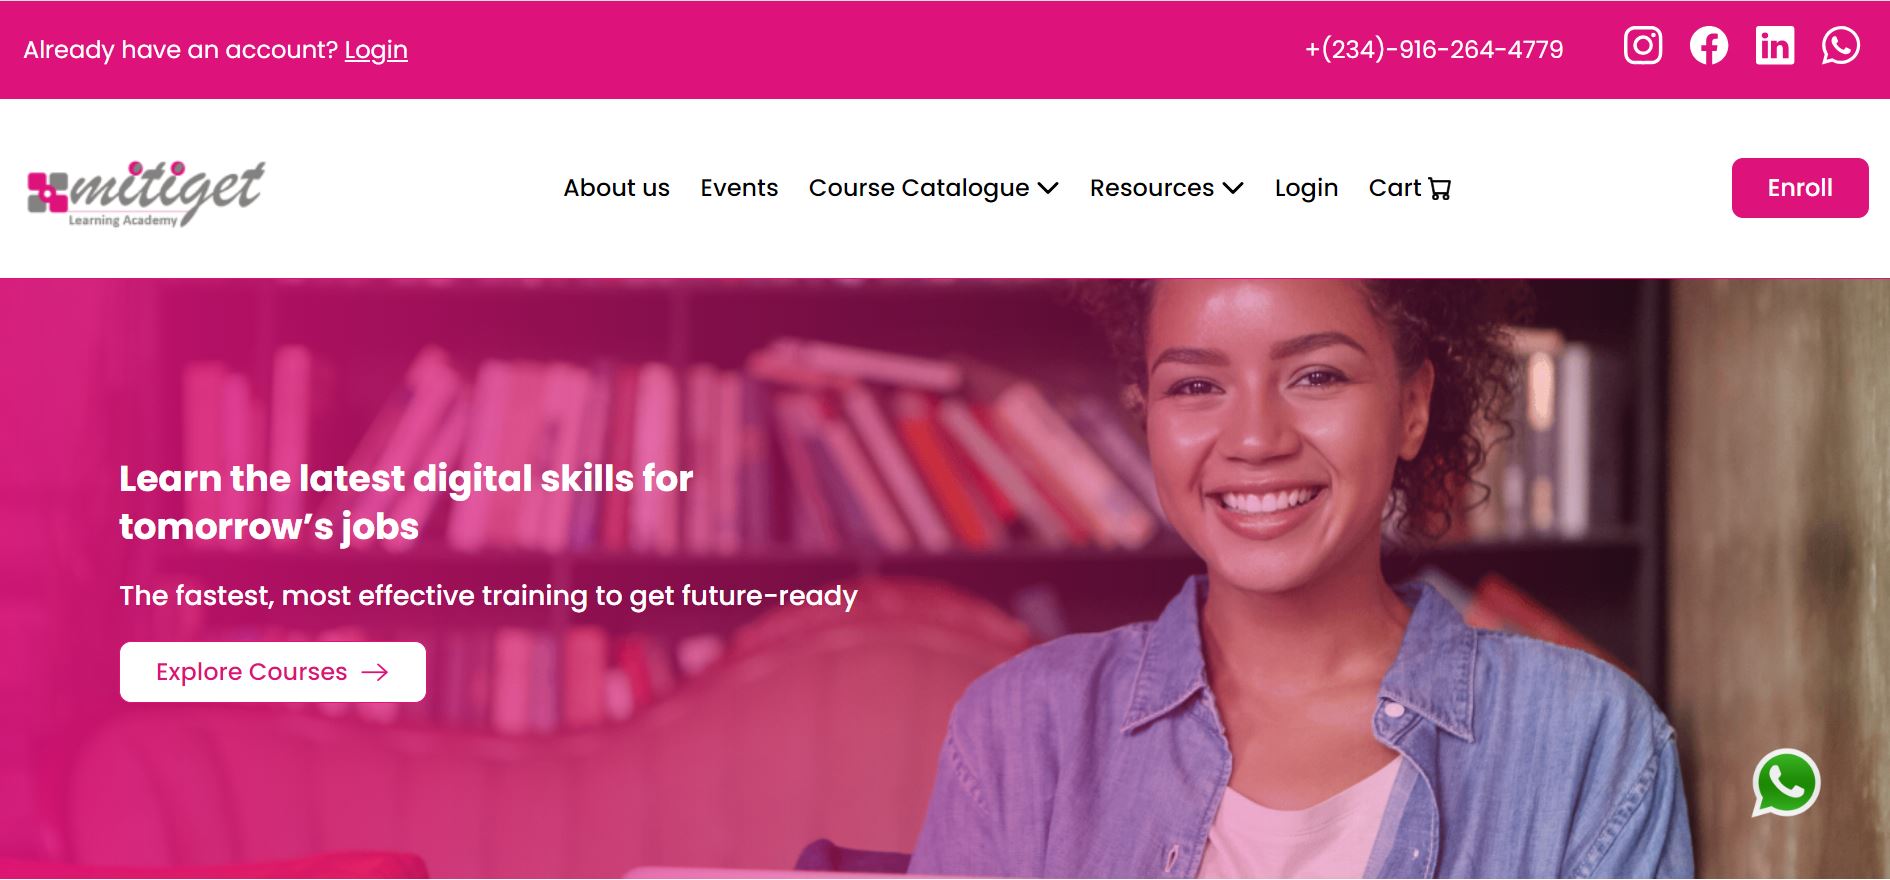 Already have an account? Login
+(234)-916-264-4779
mitiget
Learning Academy
About us
Events
Course Catalogue
Resources
Login
Cart
Enroll
Learn the latest digital skills for
tomorrow’s jobs
The fastest, most effective training to get future-ready
Explore Courses